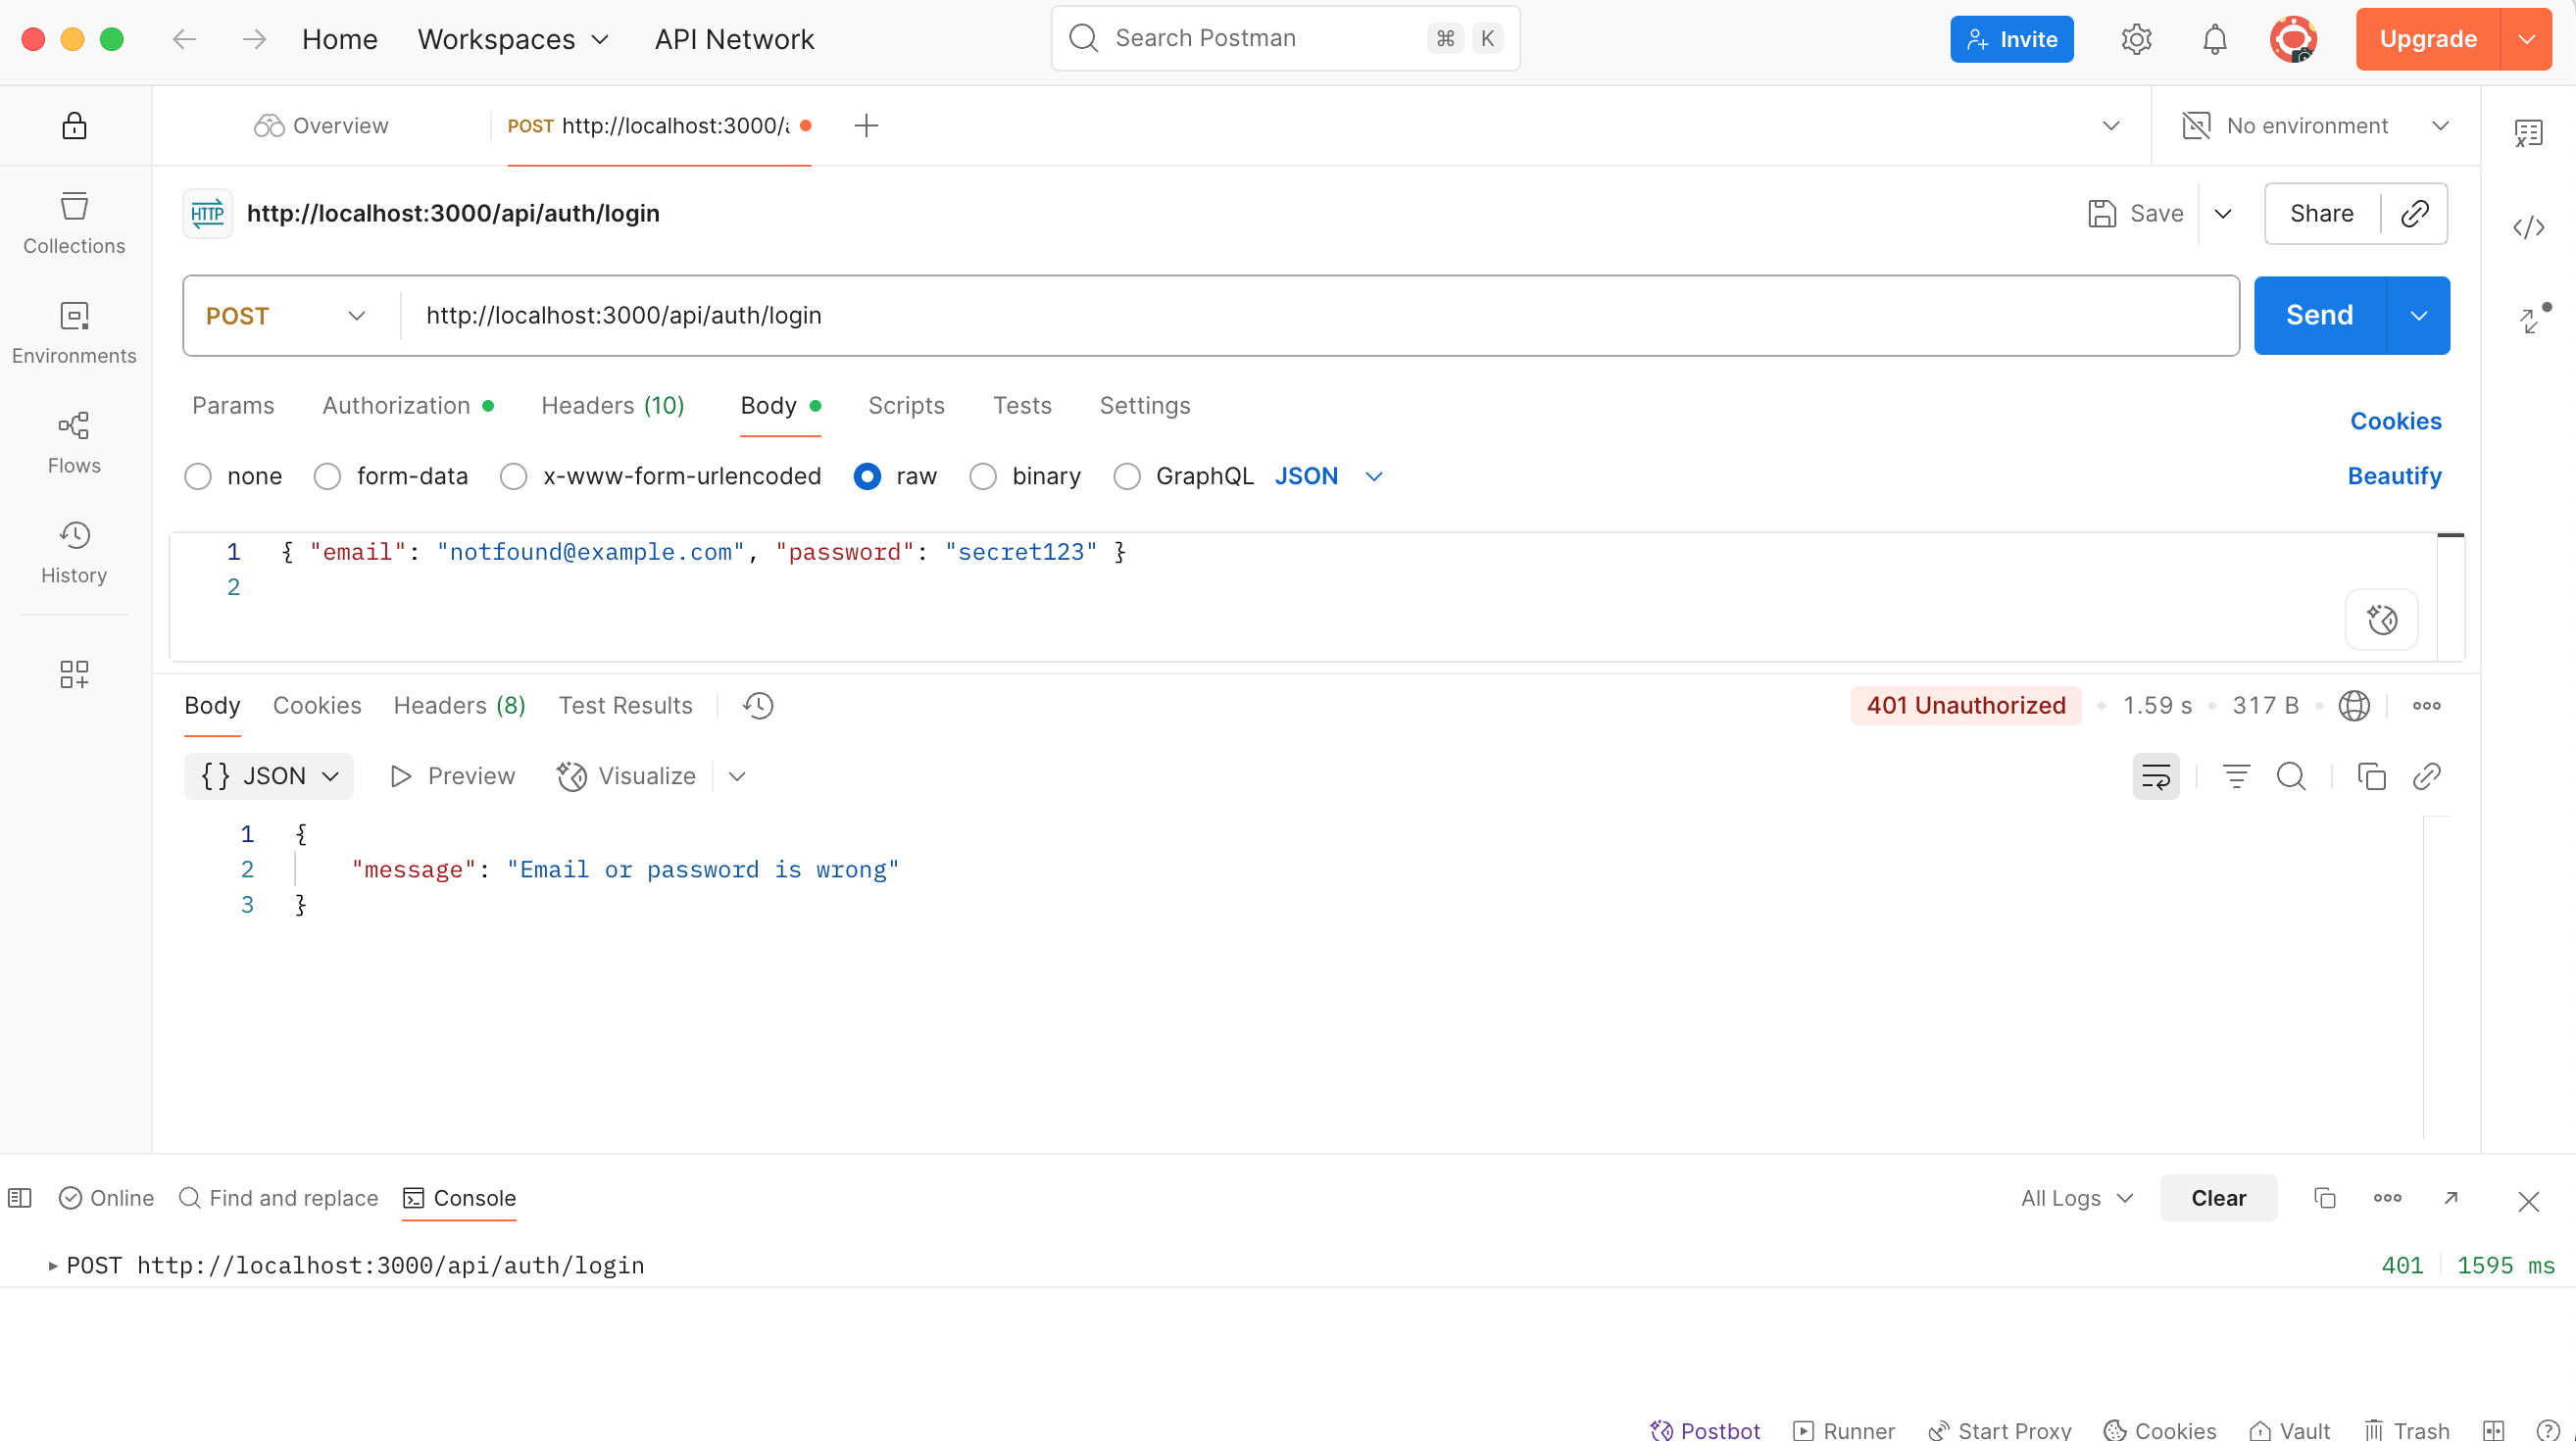 Home Workspaces API Network Search Postman ⌘ K Invite Upgrade
Overview POST http://localhost:3000/ No environment
HTTP http://localhost:3000/api/auth/login Save Share
Collections
POST http://localhost:3000/api/auth/login Send
Environments
Params Authorization Headers (10) Body Scripts Tests Settings Cookies
Flows
none form-data x-www-form-urlencoded raw binary GraphQL JSON Beautify
History
1 { "email": "notfound@example.com", "password": "secret123" }
2
Body Cookies Headers (8) Test Results 401 Unauthorized • 1.59 s • 317 B •
{} JSON Preview Visualize
1 {
2 "message": "Email or password is wrong"
3 }
Online Find and replace Console All Logs Clear
POST http://localhost:3000/api/auth/login 401 1595 ms
Postbot Runner Start Proxy Cookies Vault Trash